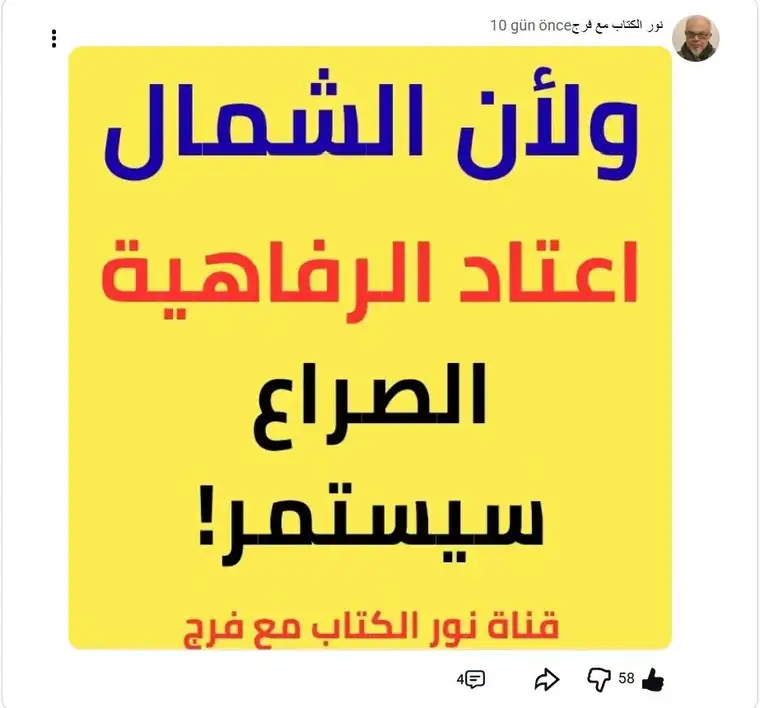 نور الكتاب مع فرج 10 gün önce
ولأن الشمال
اعتاد الرفاهية
الصراع
سيستمر!
قناة نور الكتاب مع فرج
58
4